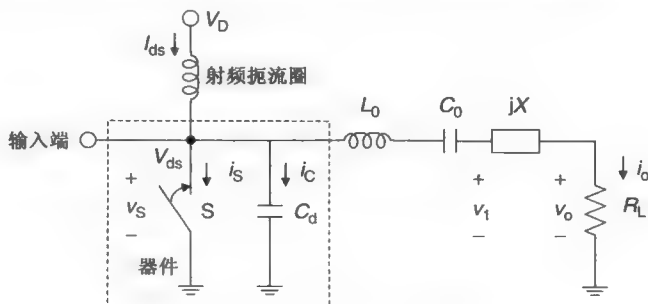 V_D
I_ds
射频扼流圈
L_0
C_0
jX
输入端
V_ds
i_S
i_C
i_o
+
v_S
−
S
C_d
+
v_1
−
+
v_o
−
R_L
器件